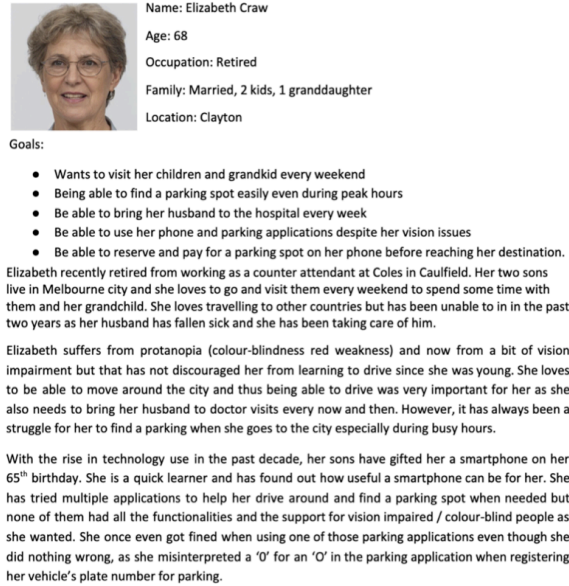 Name: Elizabeth Craw
Age: 68
Occupation: Retired
Family: Married, 2 kids, 1 granddaughter
Location: Clayton
Goals:
● Wants to visit her children and grandkid every weekend
● Being able to find a parking spot easily even during peak hours
● Be able to bring her husband to the hospital every week
● Be able to use her phone and parking applications despite her vision issues
● Be able to reserve and pay for a parking spot on her phone before reaching her destination.
Elizabeth recently retired from working as a counter attendant at Coles in Caulfield. Her two sons
live in Melbourne city and she loves to go and visit them every weekend to spend some time with
them and her grandchild. She loves travelling to other countries but has been unable to in in the past
two years as her husband has fallen sick and she has been taking care of him.
Elizabeth suffers from protanopia (colour-blindness red weakness) and now from a bit of vision
impairment but that has not discouraged her from learning to drive since she was young. She loves
to be able to move around the city and thus being able to drive was very important for her as she
also needs to bring her husband to doctor visits every now and then. However, it has always been a
struggle for her to find a parking when she goes to the city especially during busy hours.
With the rise in technology use in the past decade, her sons have gifted her a smartphone on her
65th birthday. She is a quick learner and has found out how useful a smartphone can be for her. She
has tried multiple applications to help her drive around and find a parking spot when needed but
none of them had all the functionalities and the support for vision impaired / colour-blind people as
she wanted. She once even got fined when using one of those parking applications even though she
did nothing wrong, as she misinterpreted a ‘0’ for an ‘O’ in the parking application when registering
her vehicle’s plate number for parking.